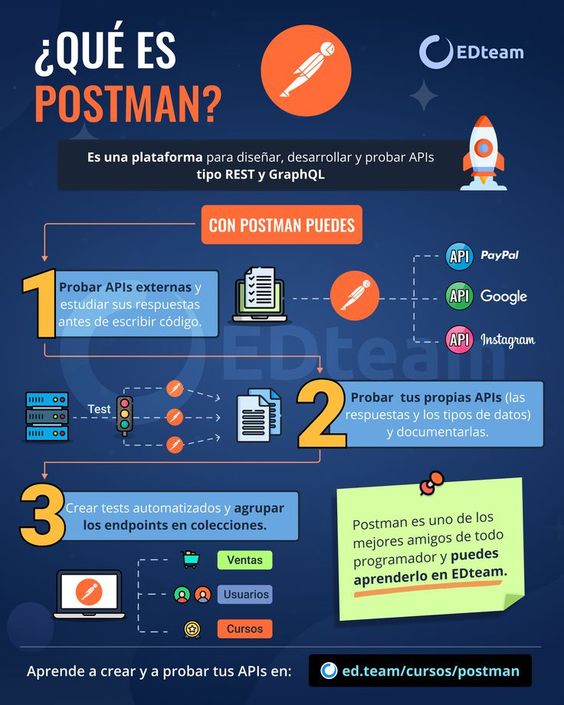 ¿QUÉ ES
POSTMAN?
EDteam
Es una plataforma para diseñar, desarrollar y probar APIs
tipo REST y GraphQL
CON POSTMAN PUEDES
1
Probar APIs externas y
estudiar sus respuestas
antes de escribir código.
API PayPal
API Google
API Instagram
EDteam
Test
2
Probar tus propias APIs (las
respuestas y los tipos de datos)
y documentarlas.
3
Crear tests automatizados y agrupar
los endpoints en colecciones.
Ventas
Usuarios
Cursos
Postman es uno de los
mejores amigos de todo
programador y puedes
aprenderlo en EDteam.
Aprende a crear y a probar tus APIs en:
ed.team/cursos/postman